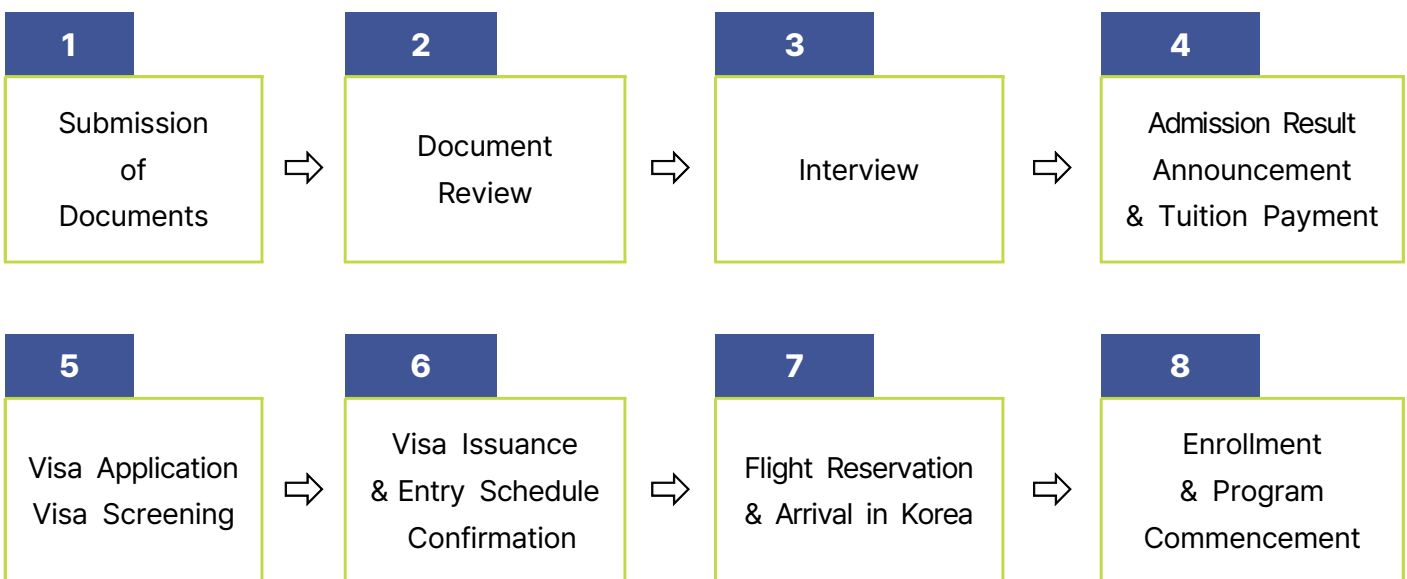 1
Submission
of
Documents
2
Document
Review
3
Interview
4
Admission Result
Announcement
& Tuition Payment
5
Visa Application
Visa Screening
6
Visa Issuance
& Entry Schedule
Confirmation
7
Flight Reservation
& Arrival in Korea
8
Enrollment
& Program
Commencement